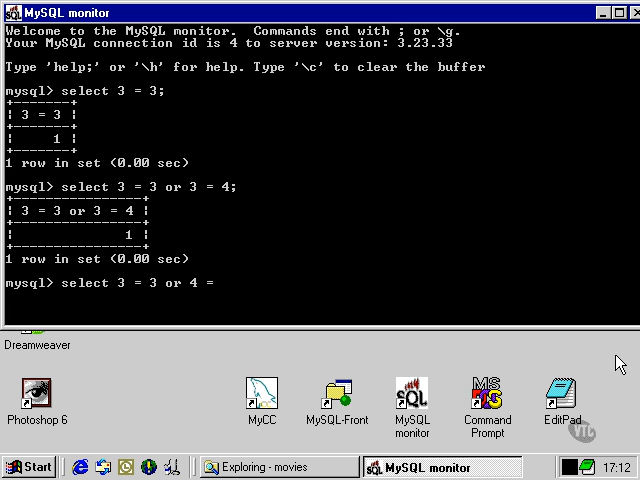 MySQL monitor
Welcome to the MySQL monitor.  Commands end with ; or \g.
Your MySQL connection id is 4 to server version: 3.23.33
Type 'help;' or '\h' for help. Type '\c' to clear the buffer
mysql> select 3 = 3;
+-------+
| 3 = 3 |
+-------+
|     1 |
+-------+
1 row in set (0.00 sec)
mysql> select 3 = 3 or 3 = 4;
+----------------+
| 3 = 3 or 3 = 4 |
+----------------+
|              1 |
+----------------+
1 row in set (0.00 sec)
mysql> select 3 = 3 or 4 =
Dreamweaver
my
SQL
MS
Photoshop 6
MyCC
MySQL-Front
MySQL
monitor
Command
Prompt
EditPad
VTC
Start
Exploring - movies
MySQL monitor
17:12